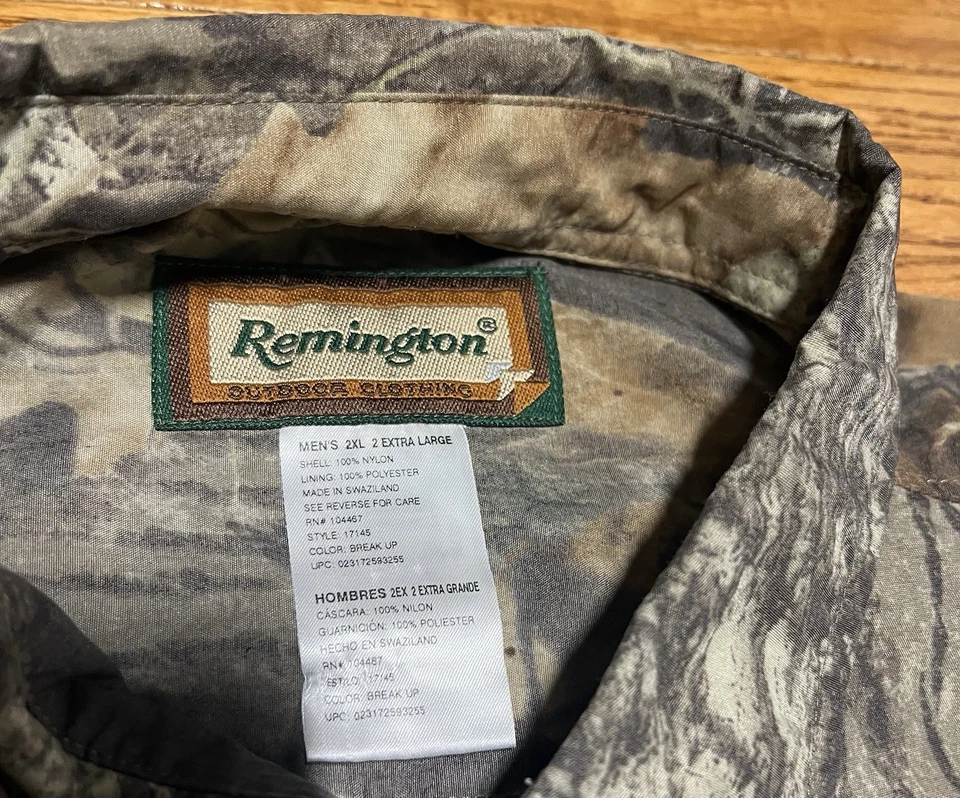 Remington®
OUTDOOR CLOTHING
MEN'S 2XL 2 EXTRA LARGE
SHELL: 100% NYLON
LINING: 100% POLYESTER
MADE IN SWAZILAND
SEE REVERSE FOR CARE
RN# 104467
STYLE: 17145
COLOR: BREAK UP
UPC: 023172593255
HOMBRES 2EX 2 EXTRA GRANDE
CÁSCARA: 100% NILON
GUARNICIÓN: 100% POLIESTER
HECHO EN SWAZILAND
RN# 104467
ESTILO: 17145
COLOR: BREAK UP
UPC: 023172593255